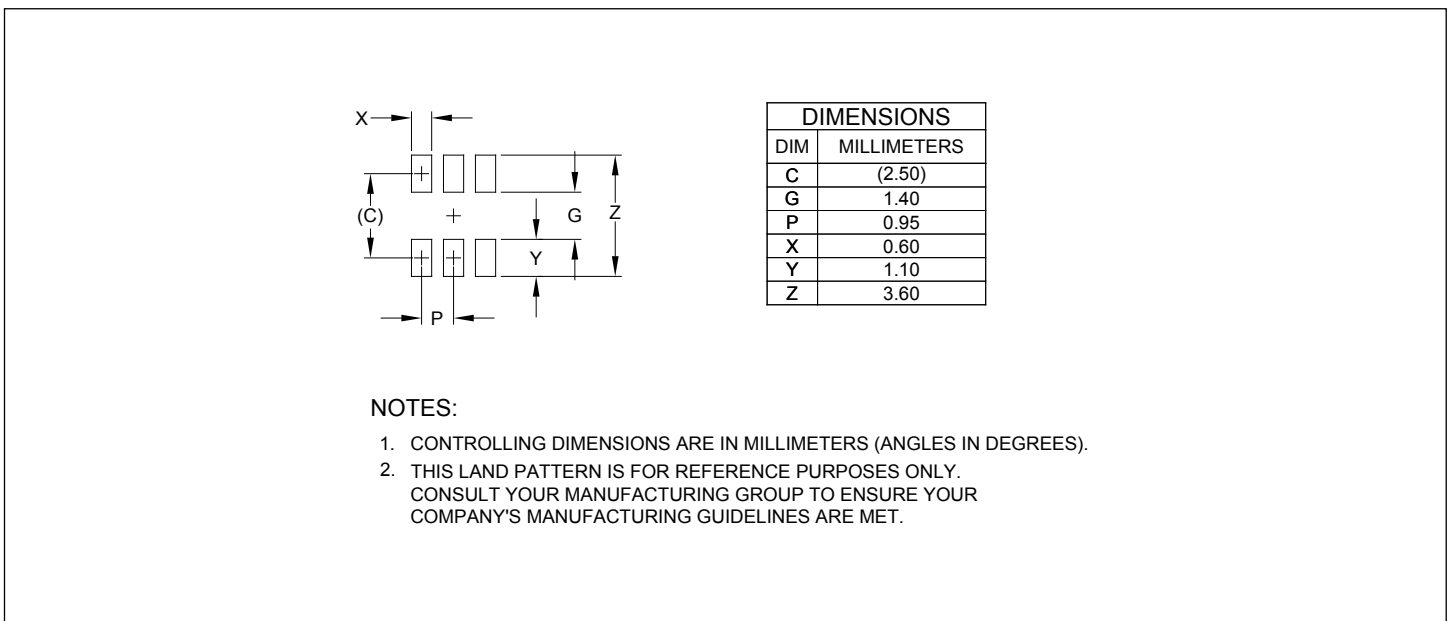 X
(C)
G
Z
Y
P
DIMENSIONS
DIM MILLIMETERS
C (2.50)
G 1.40
P 0.95
X 0.60
Y 1.10
Z 3.60
NOTES:
1. CONTROLLING DIMENSIONS ARE IN MILLIMETERS (ANGLES IN DEGREES).
2. THIS LAND PATTERN IS FOR REFERENCE PURPOSES ONLY.
CONSULT YOUR MANUFACTURING GROUP TO ENSURE YOUR
COMPANY'S MANUFACTURING GUIDELINES ARE MET.